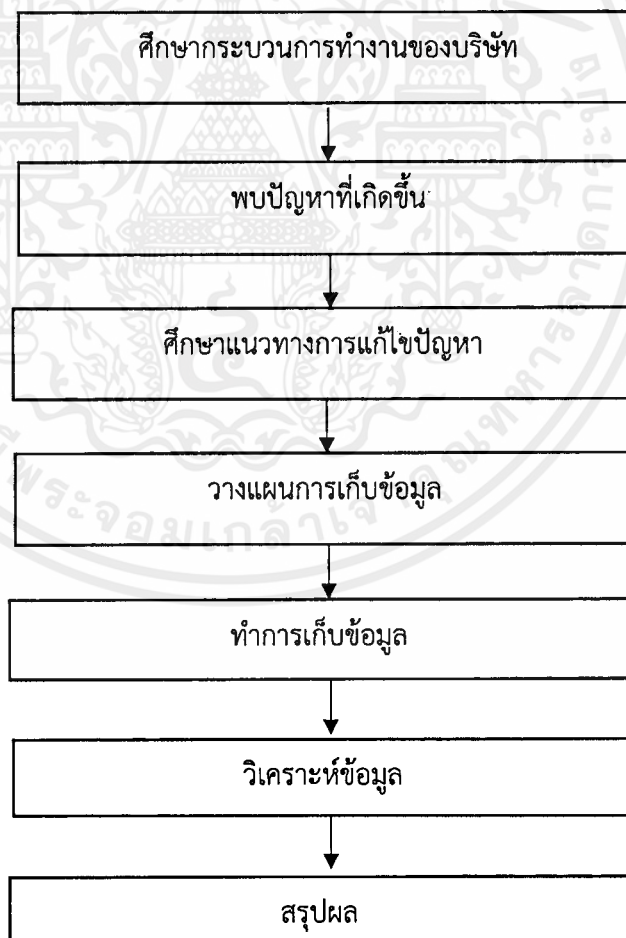 ศึกษากระบวนการทำงานของบริษัท
พบปัญหาที่เกิดขึ้น
ศึกษาแนวทางการแก้ไขปัญหา
วางแผนการเก็บข้อมูล
ทำการเก็บข้อมูล
วิเคราะห์ข้อมูล
สรุปผล